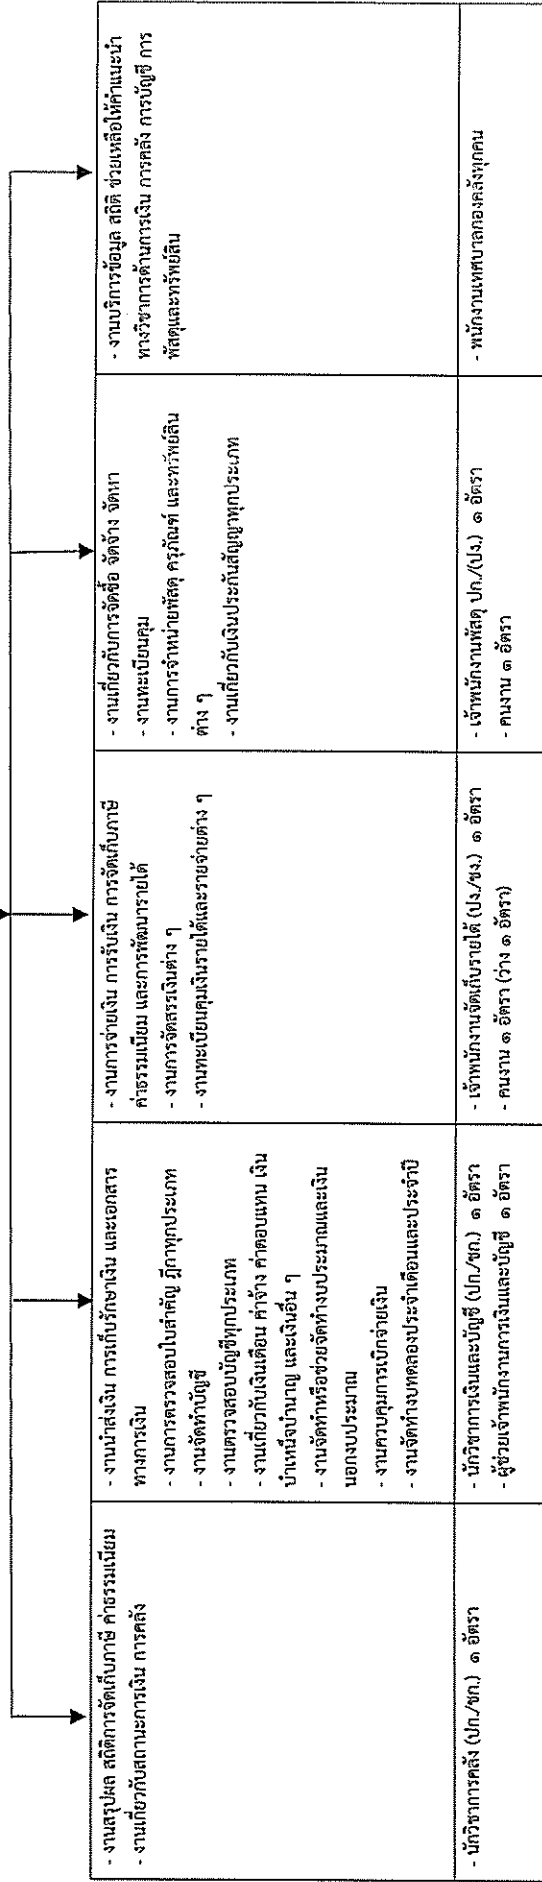 - งานสรุปผล สถิติการจัดเก็บภาษี ค่าธรรมเนียม
- งานเกี่ยวกับสถานะการเงิน การคลัง
- นักวิชาการคลัง (ปก./ชก.) ๑ อัตรา
- งานนำส่งเงิน การเก็บรักษาเงิน และเอกสาร
ทางการเงิน
- งานการตรวจสอบใบสำคัญ ฎีกาทุกประเภท
- งานจัดทำบัญชี
- งานตรวจสอบบัญชีทุกประเภท
- งานเกี่ยวกับเงินเดือน ค่าจ้าง ค่าตอบแทน เงิน
บำเหน็จบำนาญ และเงินอื่น ๆ
- งานจัดทำหรือช่วยจัดทำงบประมาณและเงิน
นอกงบประมาณ
- งานควบคุมการเบิกจ่ายเงิน
- งานจัดทำงบทดลองประจำเดือนและประจำปี
- นักวิชาการเงินและบัญชี (ปก./ชก.) ๑ อัตรา
- ผู้ช่วยเจ้าพนักงานการเงินและบัญชี ๑ อัตรา
- งานการจ่ายเงิน การรับเงิน การจัดเก็บภาษี
ค่าธรรมเนียม และการพัฒนารายได้
- งานการจัดสรรเงินต่าง ๆ
- งานทะเบียนคุมเงินรายได้และรายจ่ายต่าง ๆ
- เจ้าพนักงานจัดเก็บรายได้ (ปง./ชง.) ๑ อัตรา
- คนงาน ๑ อัตรา (ว่าง ๑ อัตรา)
- งานเกี่ยวกับการจัดซื้อ จัดจ้าง จัดหา
- งานทะเบียนคุม
- งานการจำหน่ายพัสดุ ครุภัณฑ์ และทรัพย์สิน
ต่าง ๆ
- งานเกี่ยวกับเงินประกันสัญญาทุกประเภท
- เจ้าพนักงานพัสดุ ปก./(ปง.) ๑ อัตรา
- คนงาน ๑ อัตรา
- งานบริการข้อมูล สถิติ ช่วยเหลือให้คำแนะนำ
ทางวิชาการด้านการเงิน การคลัง การบัญชี การ
พัสดุและทรัพย์สิน
- พนักงานเทศบาลกองคลังทุกคน